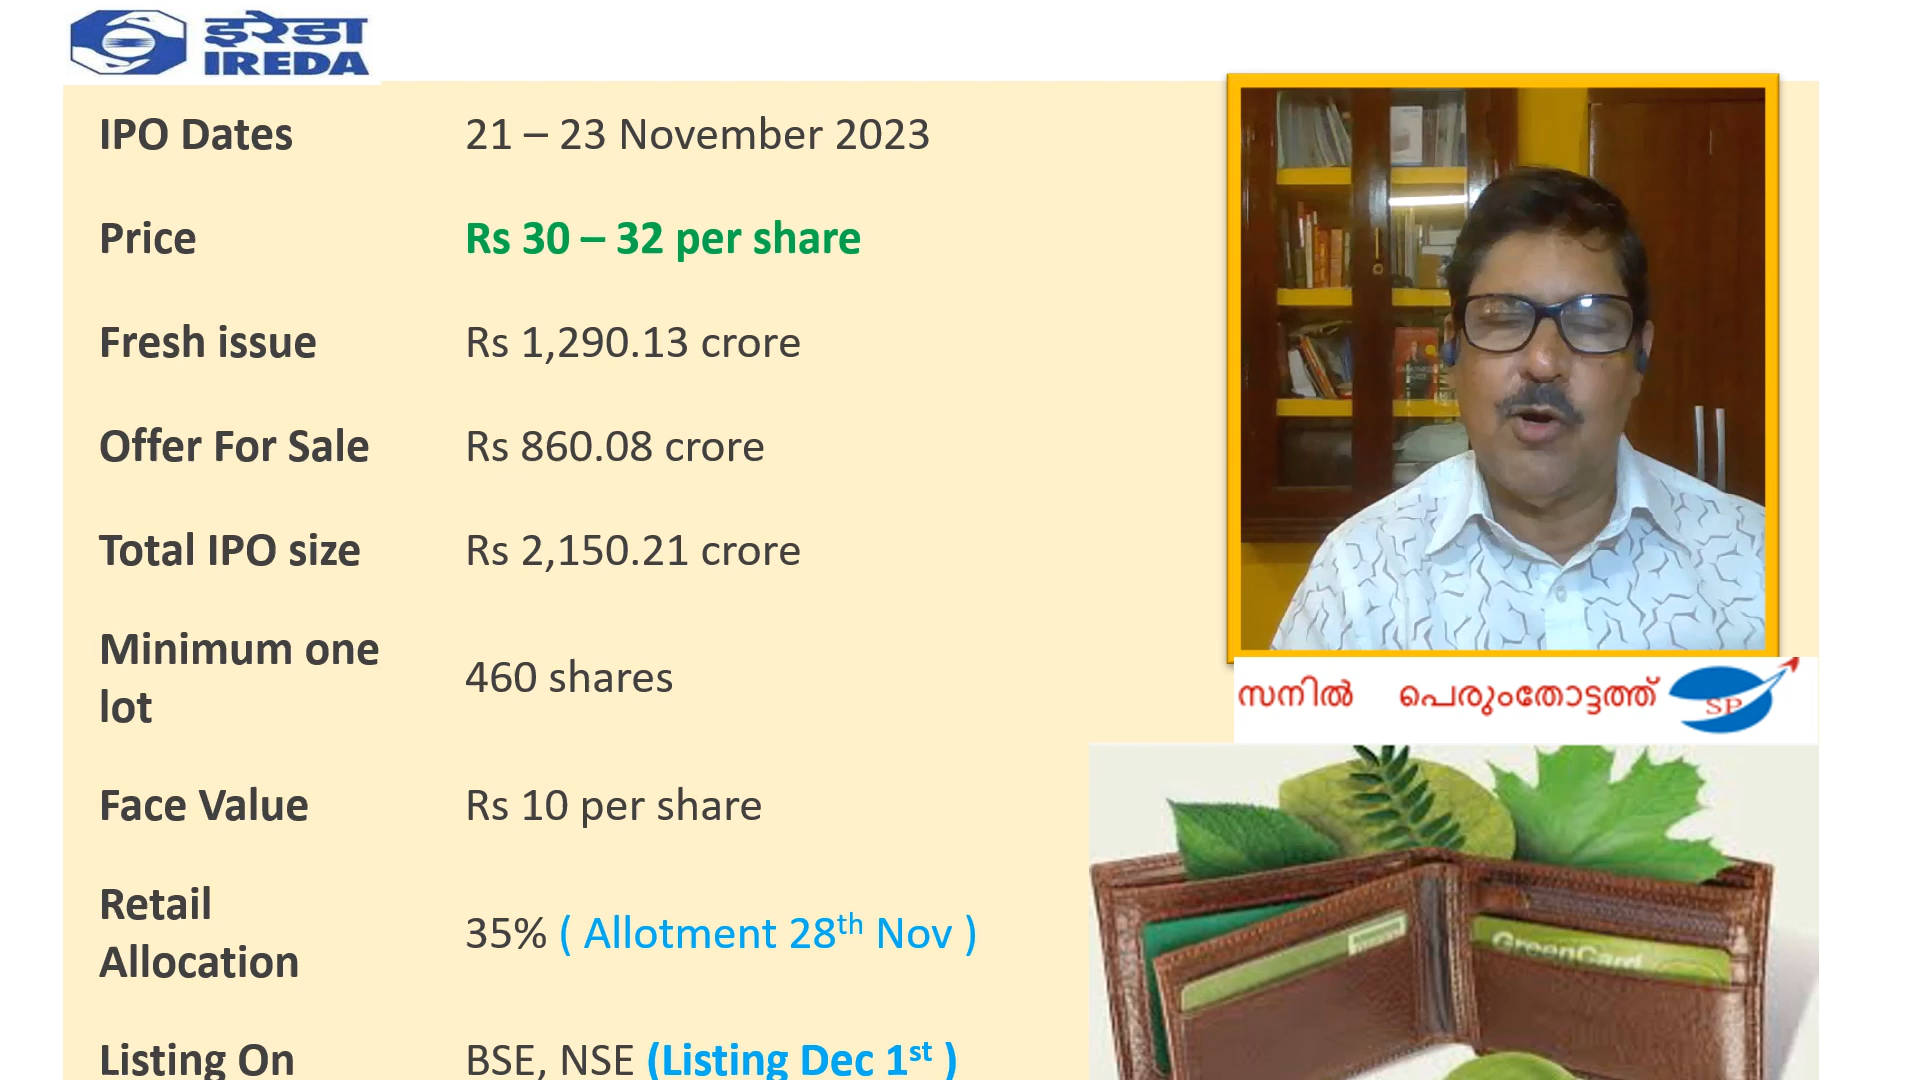 इरेडा
IREDA
IPO Dates 21 – 23 November 2023
Price Rs 30 – 32 per share
Fresh issue Rs 1,290.13 crore
Offer For Sale Rs 860.08 crore
Total IPO size Rs 2,150.21 crore
Minimum one
lot
460 shares
Face Value Rs 10 per share
Retail
Allocation
35% ( Allotment 28th Nov )
Listing On BSE, NSE (Listing Dec 1st )
സനിൽ പെരുംതോട്ടത്ത്
SP
GreenCard